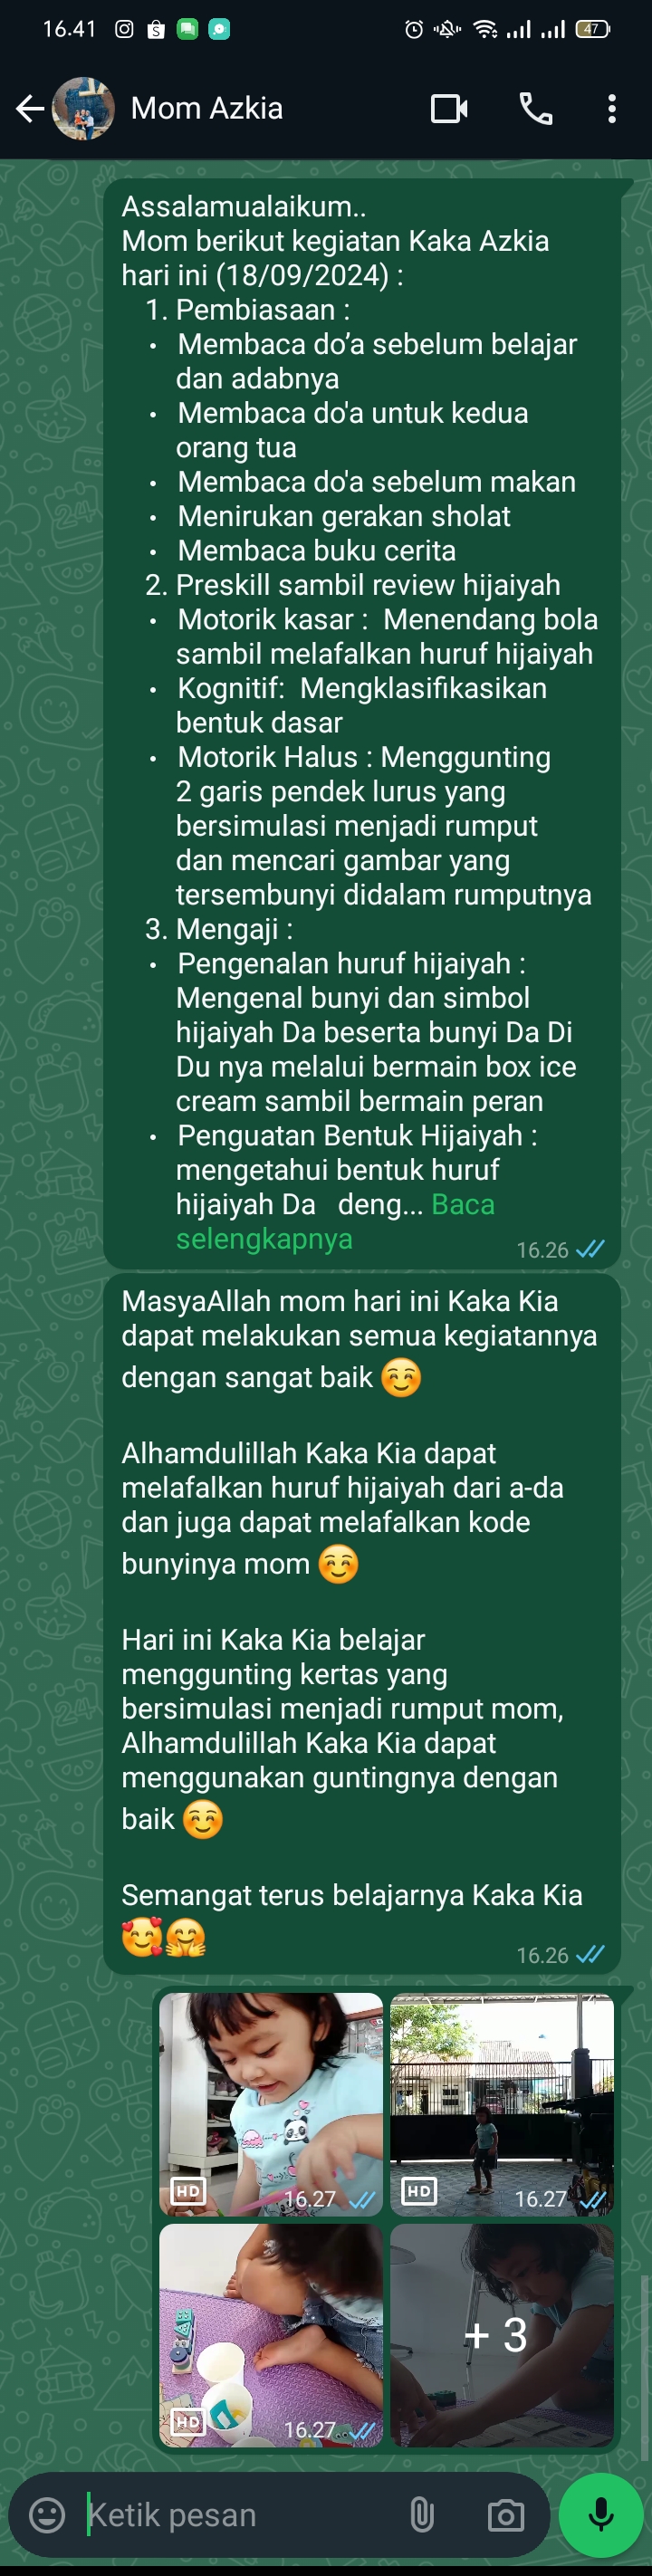 16.41
47
Mom Azkia
Assalamualaikum..
Mom berikut kegiatan Kaka Azkia
hari ini (18/09/2024) :
1. Pembiasaan :
• Membaca do’a sebelum belajar
dan adabnya
• Membaca do'a untuk kedua
orang tua
• Membaca do'a sebelum makan
• Menirukan gerakan sholat
• Membaca buku cerita
2. Preskill sambil review hijaiyah
• Motorik kasar : Menendang bola
sambil melafalkan huruf hijaiyah
• Kognitif: Mengklasifikasikan
bentuk dasar
• Motorik Halus : Menggunting
2 garis pendek lurus yang
bersimulasi menjadi rumput
dan mencari gambar yang
tersembunyi didalam rumputnya
3. Mengaji :
• Pengenalan huruf hijaiyah :
Mengenal bunyi dan simbol
hijaiyah Da beserta bunyi Da Di
Du nya melalui bermain box ice
cream sambil bermain peran
• Penguatan Bentuk Hijaiyah :
mengetahui bentuk huruf
hijaiyah Da deng... Baca
selengkapnya
16.26
MasyaAllah mom hari ini Kaka Kia
dapat melakukan semua kegiatannya
dengan sangat baik ☺️
Alhamdulillah Kaka Kia dapat
melafalkan huruf hijaiyah dari a-da
dan juga dapat melafalkan kode
bunyinya mom ☺️
Hari ini Kaka Kia belajar
menggunting kertas yang
bersimulasi menjadi rumput mom,
Alhamdulillah Kaka Kia dapat
menggunakan guntingnya dengan
baik ☺️
Semangat terus belajarnya Kaka Kia
🥰🤗
16.26
HD 16.27
HD 16.27
HD 16.27
+ 3
Ketik pesan